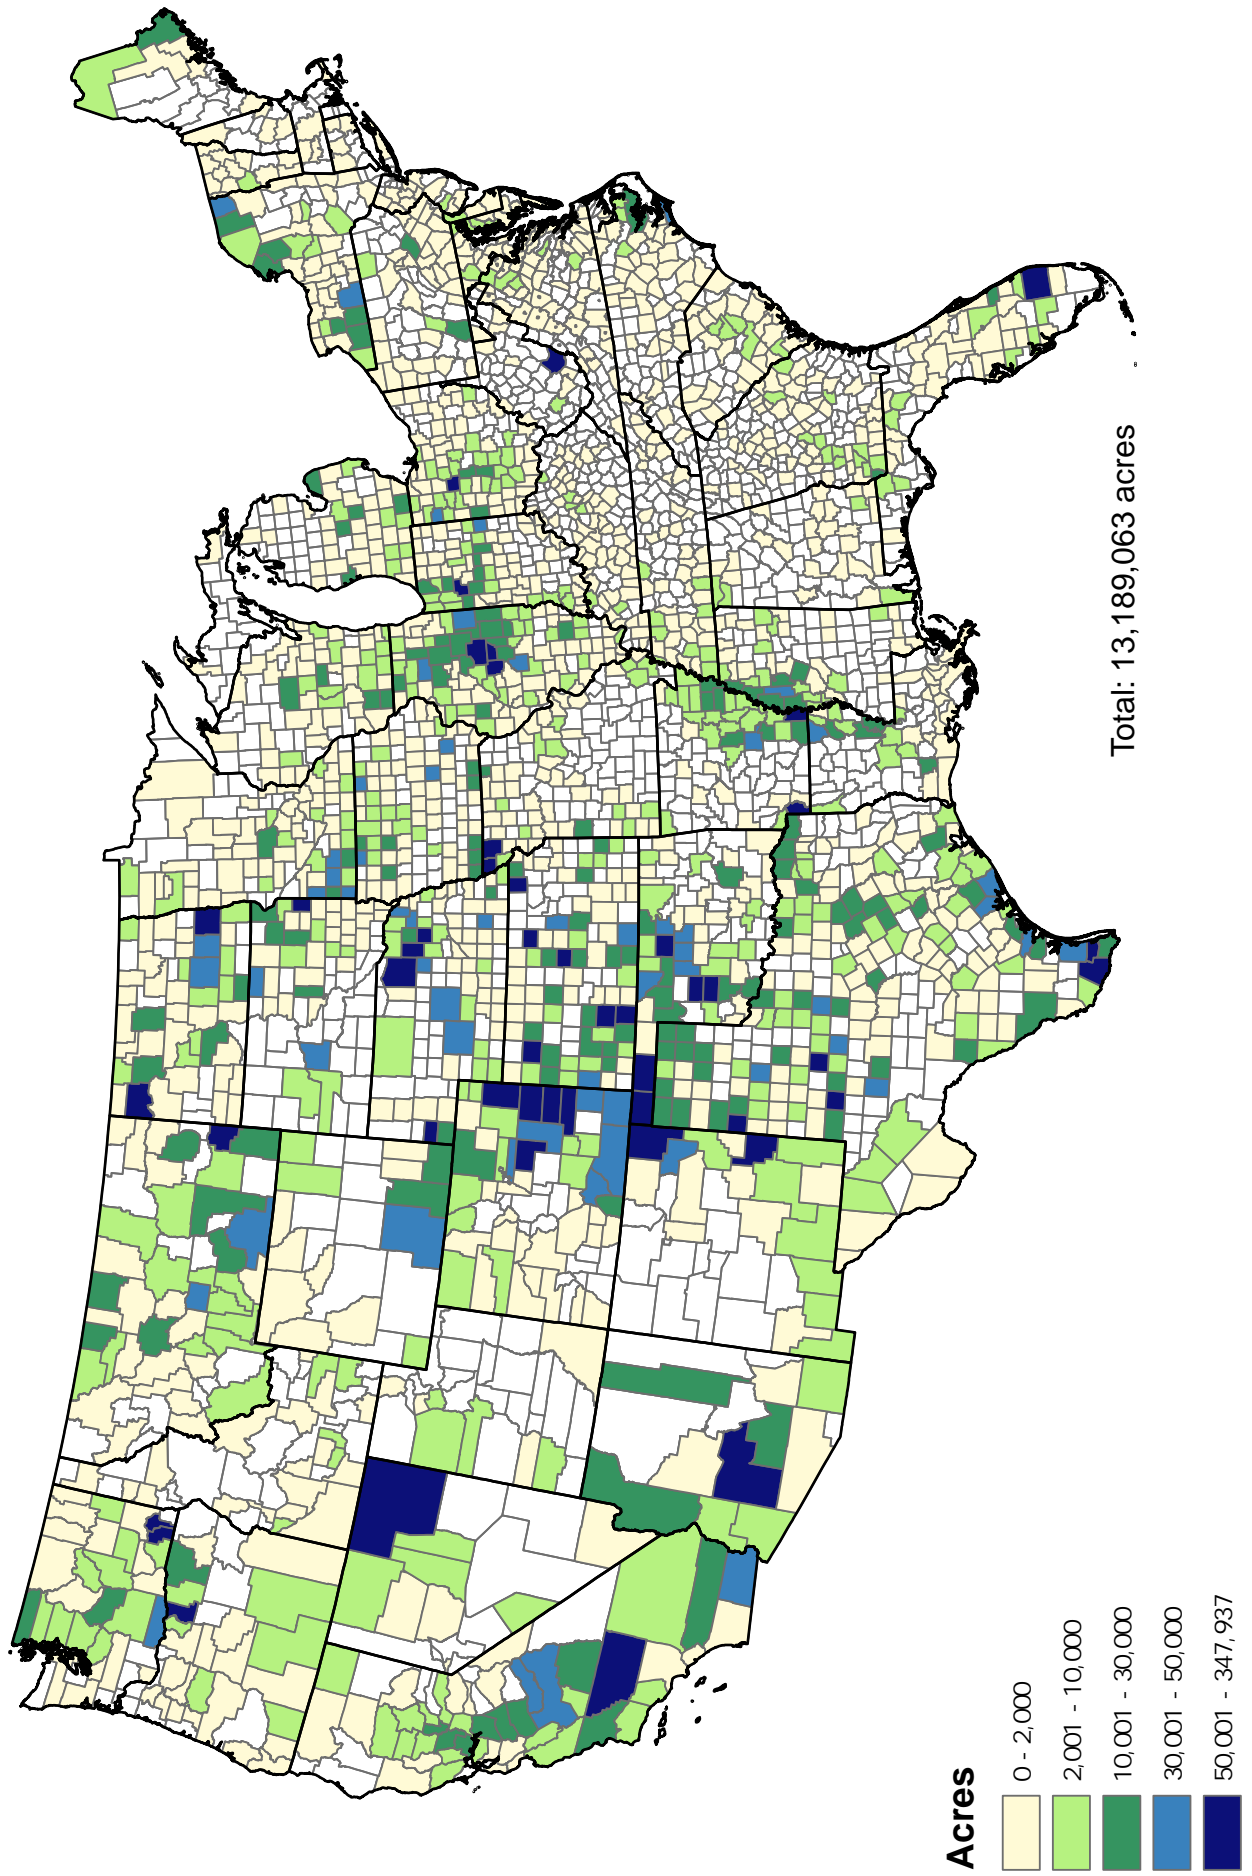 Total: 13,189,063 acres
Acres
0 - 2,000
2,001 - 10,000
10,001 - 30,000
30,001 - 50,000
50,001 - 347,937